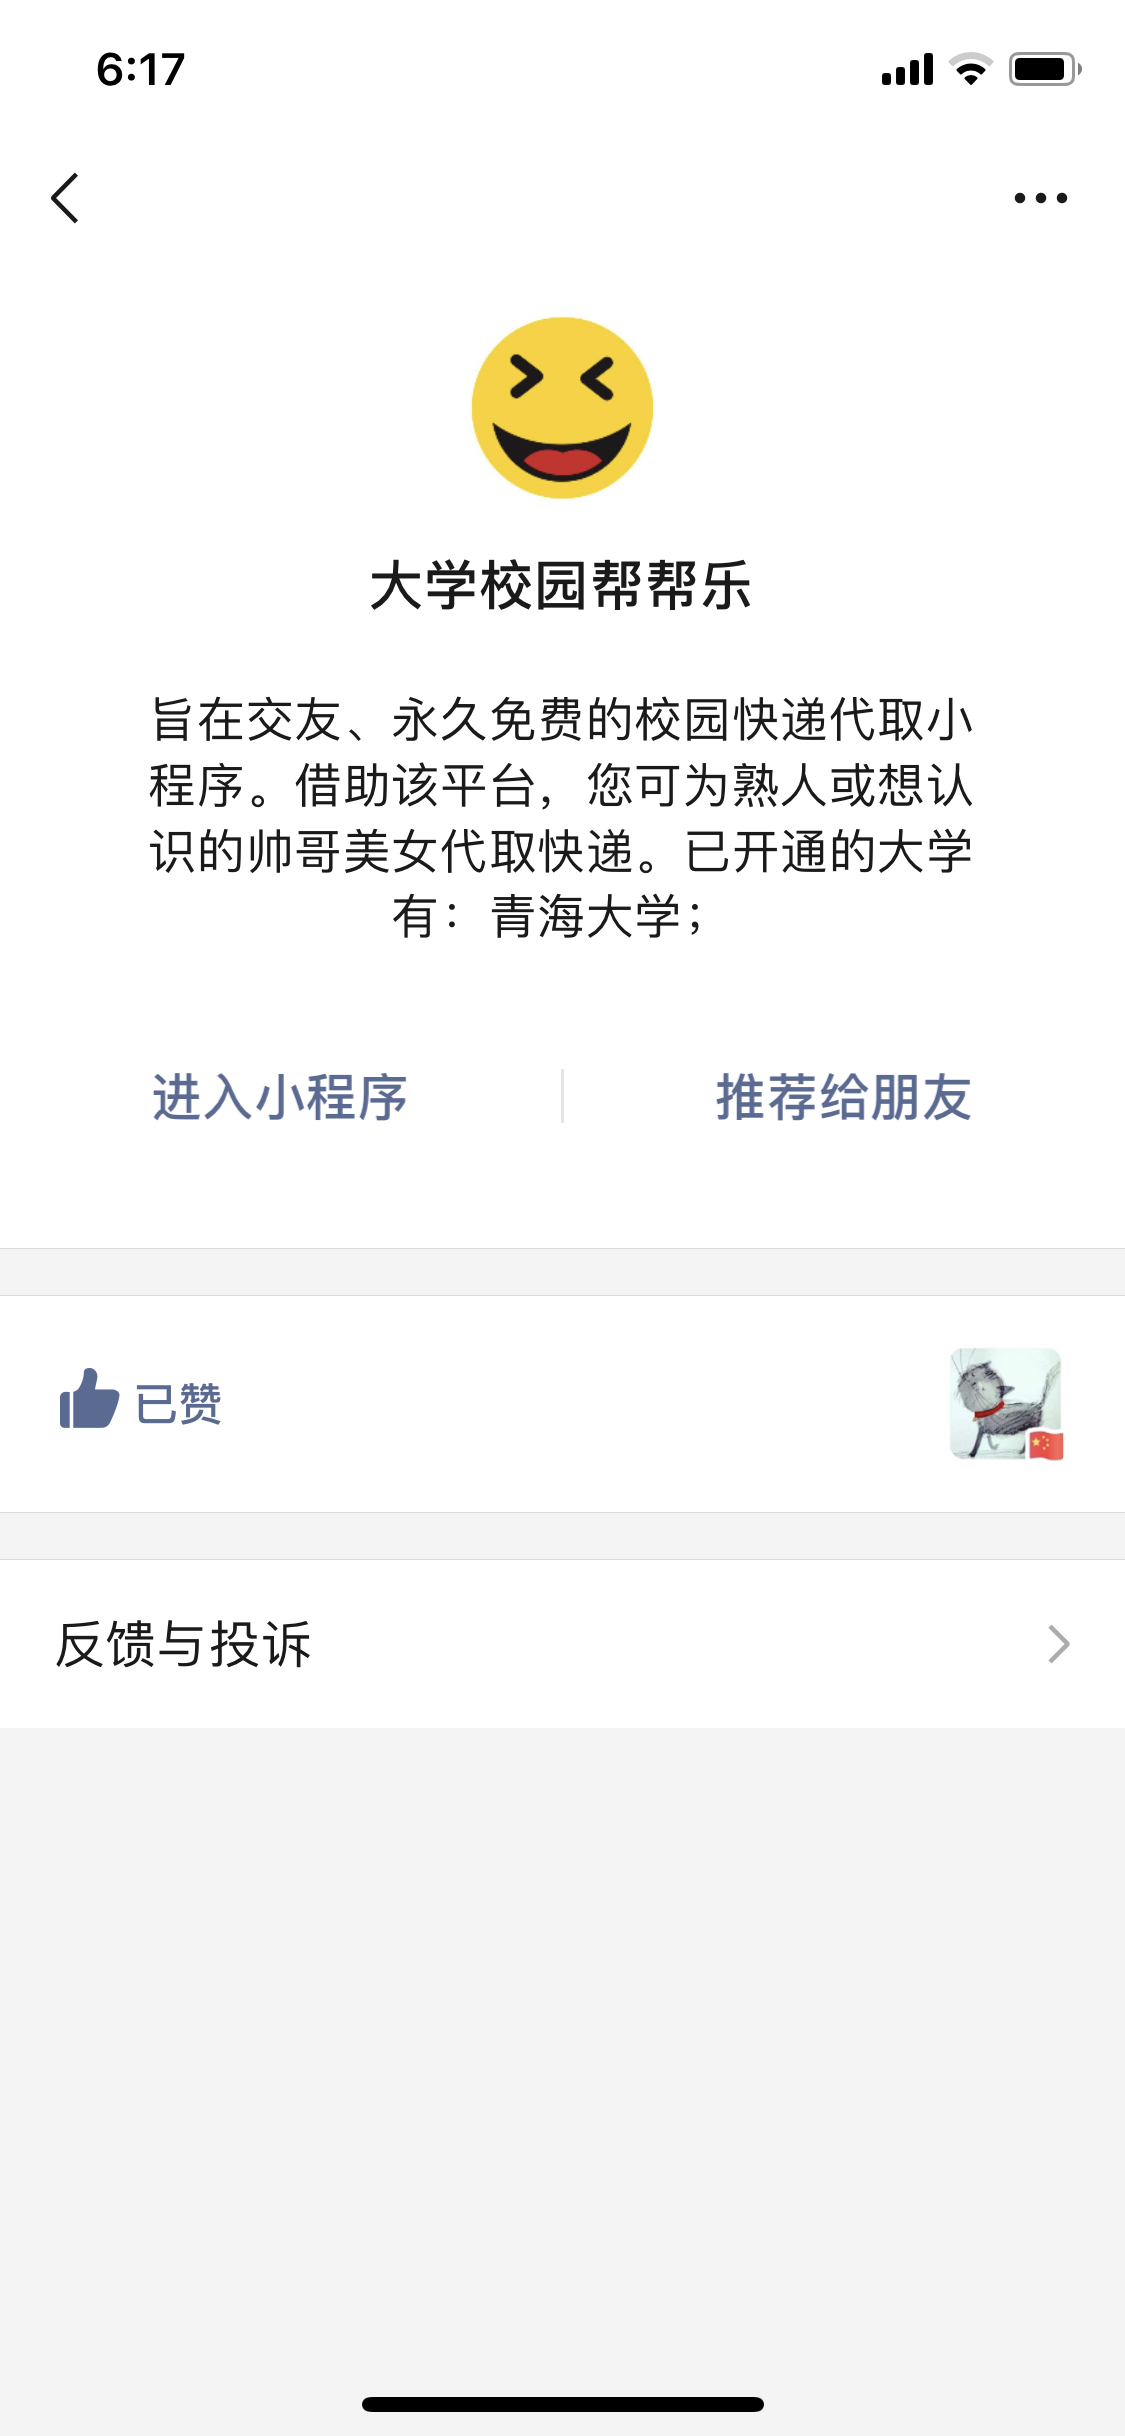 6:17
大学校园帮帮乐
旨在交友、永久免费的校园快递代取小
程序。借助该平台，您可为熟人或想认
识的帅哥美女代取快递。已开通的大学
有：青海大学；
进入小程序
推荐给朋友
已赞
反馈与投诉